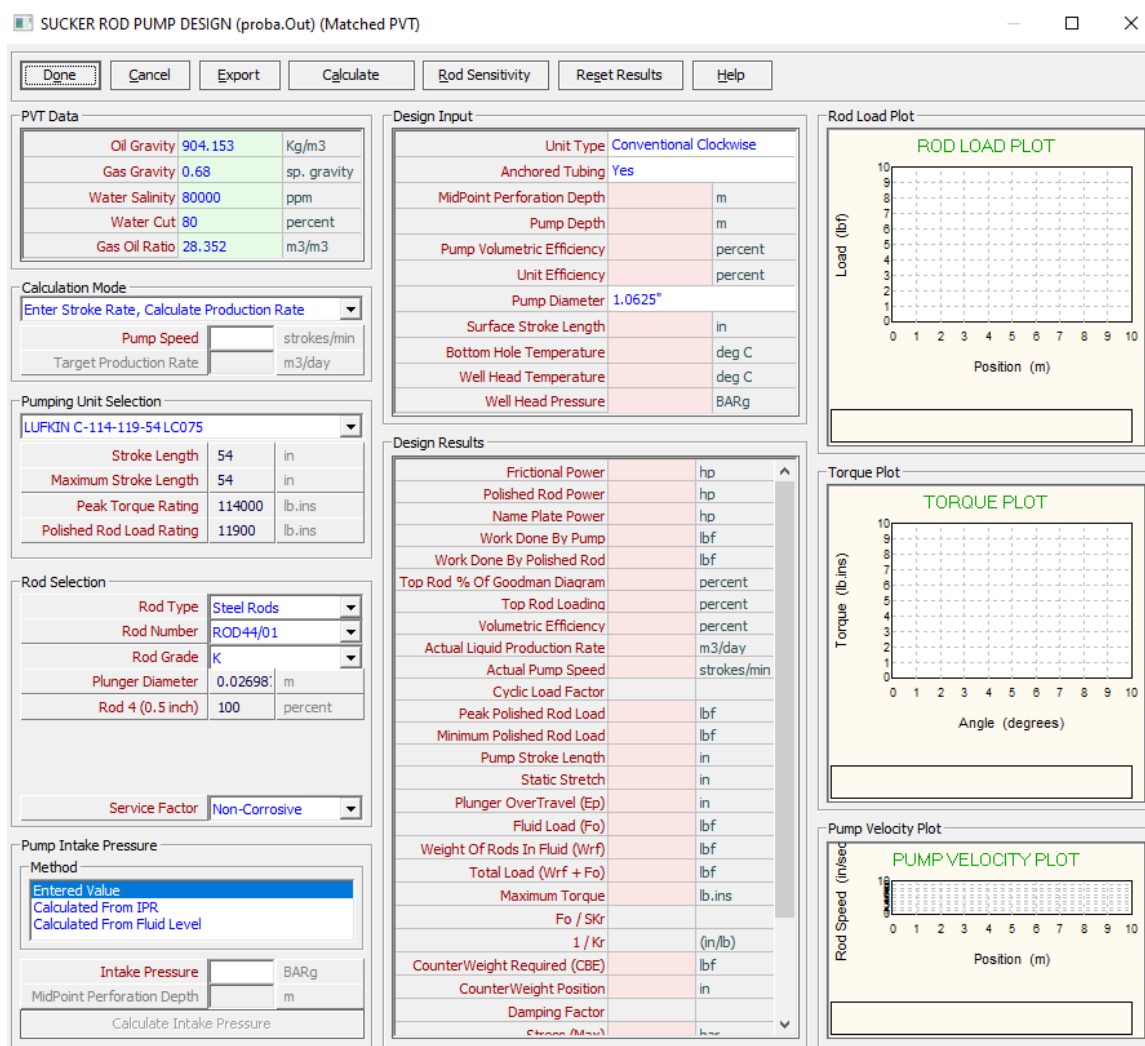 SUCKER ROD PUMP DESIGN (proba.Out) (Matched PVT)
Done Cancel Export Calculate Rod Sensitivity Reset Results Help
PVT Data
Oil Gravity 904.153 Kg/m3
Gas Gravity 0.68 sp. gravity
Water Salinity 80000 ppm
Water Cut 80 percent
Gas Oil Ratio 28.352 m3/m3
Calculation Mode
Enter Stroke Rate, Calculate Production Rate
Pump Speed strokes/min
Target Production Rate m3/day
Pumping Unit Selection
LUFKIN C-114-119-54 LC075
Stroke Length 54 in
Maximum Stroke Length 54 in
Peak Torque Rating 114000 lb.ins
Polished Rod Load Rating 11900 lb.ins
Rod Selection
Rod Type Steel Rods
Rod Number ROD44/01
Rod Grade K
Plunger Diameter 0.02698 m
Rod 4 (0.5 inch) 100 percent
Service Factor Non-Corrosive
Pump Intake Pressure
Method
Entered Value
Calculated From IPR
Calculated From Fluid Level
Intake Pressure BARg
MidPoint Perforation Depth m
Calculate Intake Pressure
Design Input
Unit Type Conventional Clockwise
Anchored Tubing Yes
MidPoint Perforation Depth m
Pump Depth m
Pump Volumetric Efficiency percent
Unit Efficiency percent
Pump Diameter 1.0625"
Surface Stroke Length in
Bottom Hole Temperature deg C
Well Head Temperature deg C
Well Head Pressure BARg
Design Results
Frictional Power hp
Polished Rod Power hp
Name Plate Power hp
Work Done By Pump lbf
Work Done By Polished Rod lbf
Top Rod % Of Goodman Diagram percent
Top Rod Loading percent
Volumetric Efficiency percent
Actual Liquid Production Rate m3/day
Actual Pump Speed strokes/min
Cyclic Load Factor
Peak Polished Rod Load lbf
Minimum Polished Rod Load lbf
Pump Stroke Length in
Static Stretch in
Plunger OverTravel (Ep) in
Fluid Load (Fo) lbf
Weight Of Rods In Fluid (Wrf) lbf
Total Load (Wrf + Fo) lbf
Maximum Torque lb.ins
Fo / SKr
1 / Kr (in/lb)
CounterWeight Required (CBE) lbf
CounterWeight Position in
Damping Factor
Stress (Max) bar
Rod Load Plot
ROD LOAD PLOT
Load (lbf)
10
9
8
7
6
5
4
3
2
1
0
0 1 2 3 4 5 6 7 8 9 10
Position (m)
Torque Plot
TORQUE PLOT
Torque (lb.ins)
10
9
8
7
6
5
4
3
2
1
0
0 1 2 3 4 5 6 7 8 9 10
Angle (degrees)
Pump Velocity Plot
PUMP VELOCITY PLOT
Rod Speed (in/sec)
10
0 1 2 3 4 5 6 7 8 9 10
Position (m)